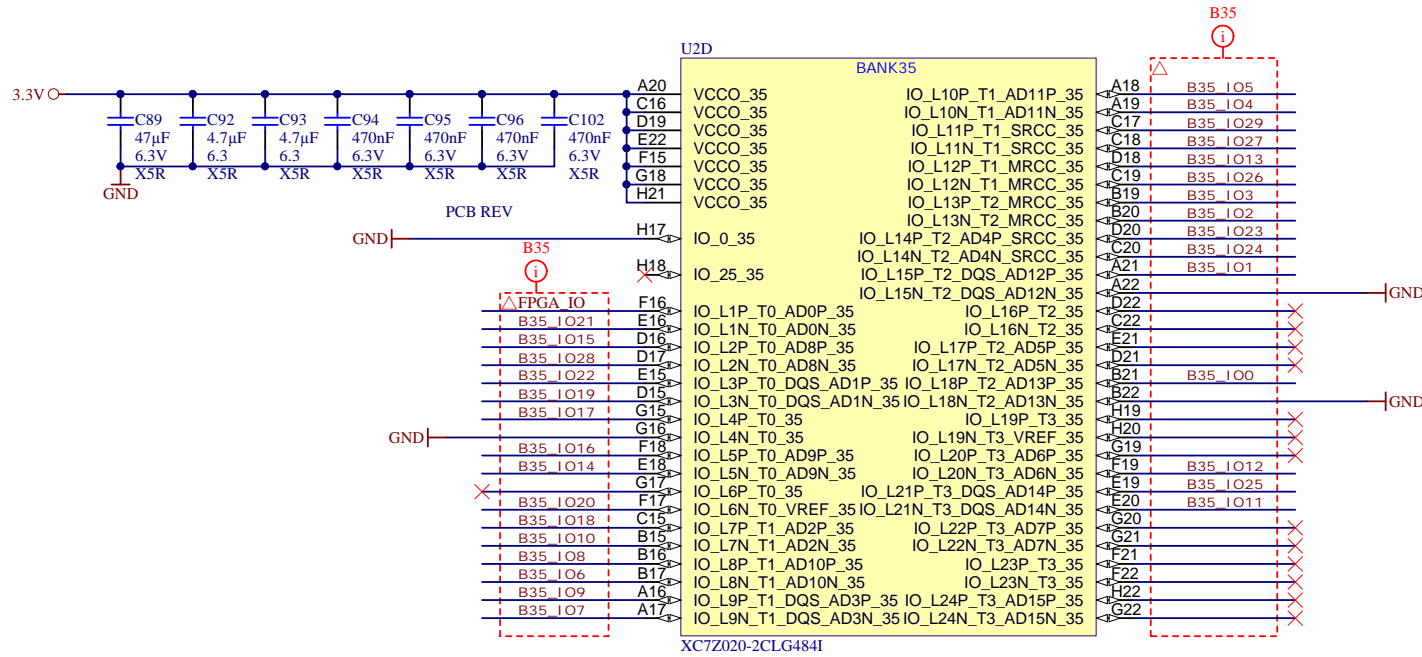 B35
i
U2D
BANK35
3.3V
C89
47µF
6.3V
X5R
C92
4.7µF
6.3
X5R
C93
4.7µF
6.3
X5R
C94
470nF
6.3V
X5R
C95
470nF
6.3V
X5R
C96
470nF
6.3V
X5R
C102
470nF
6.3V
X5R
GND
PCB REV
A20 VCCO_35
C16 VCCO_35
D19 VCCO_35
E22 VCCO_35
F15 VCCO_35
G18 VCCO_35
H21 VCCO_35
GND H17 IO_0_35
H18 IO_25_35
B35
i
FPGA_IO F16 IO_L1P_T0_AD0P_35
B35_IO21 E16 IO_L1N_T0_AD0N_35
B35_IO15 D16 IO_L2P_T0_AD8P_35
B35_IO28 D17 IO_L2N_T0_AD8N_35
B35_IO22 E15 IO_L3P_T0_DQS_AD1P_35
B35_IO19 D15 IO_L3N_T0_DQS_AD1N_35
B35_IO17 G15 IO_L4P_T0_35
GND G16 IO_L4N_T0_35
B35_IO16 F18 IO_L5P_T0_AD9P_35
B35_IO14 E18 IO_L5N_T0_AD9N_35
G17 IO_L6P_T0_35
B35_IO20 F17 IO_L6N_T0_VREF_35
B35_IO18 C15 IO_L7P_T1_AD2P_35
B35_IO10 B15 IO_L7N_T1_AD2N_35
B35_IO8 B16 IO_L8P_T1_AD10P_35
B35_IO6 B17 IO_L8N_T1_AD10N_35
B35_IO9 A16 IO_L9P_T1_DQS_AD3P_35
B35_IO7 A17 IO_L9N_T1_DQS_AD3N_35
IO_L10P_T1_AD11P_35 A18 B35_IO5
IO_L10N_T1_AD11N_35 A19 B35_IO4
IO_L11P_T1_SRCC_35 C17 B35_IO29
IO_L11N_T1_SRCC_35 C18 B35_IO27
IO_L12P_T1_MRCC_35 D18 B35_IO13
IO_L12N_T1_MRCC_35 C19 B35_IO26
IO_L13P_T2_MRCC_35 B19 B35_IO3
IO_L13N_T2_MRCC_35 B20 B35_IO2
IO_L14P_T2_AD4P_SRCC_35 D20 B35_IO23
IO_L14N_T2_AD4N_SRCC_35 C20 B35_IO24
IO_L15P_T2_DQS_AD12P_35 A21 B35_IO1
IO_L15N_T2_DQS_AD12N_35 A22 GND
IO_L16P_T2_35 D22
IO_L16N_T2_35 C22
IO_L17P_T2_AD5P_35 E21
IO_L17N_T2_AD5N_35 D21
IO_L18P_T2_AD13P_35 B21 B35_IO0
IO_L18N_T2_AD13N_35 B22 GND
IO_L19P_T3_35 H19
IO_L19N_T3_VREF_35 H20
IO_L20P_T3_AD6P_35 G19
IO_L20N_T3_AD6N_35 F19 B35_IO12
IO_L21P_T3_DQS_AD14P_35 E19 B35_IO25
IO_L21N_T3_DQS_AD14N_35 E20 B35_IO11
IO_L22P_T3_AD7P_35 G20
IO_L22N_T3_AD7N_35 G21
IO_L23P_T3_35 F21
IO_L23N_T3_35 F22
IO_L24P_T3_AD15P_35 H22
IO_L24N_T3_AD15N_35 G22
XC7Z020-2CLG484I